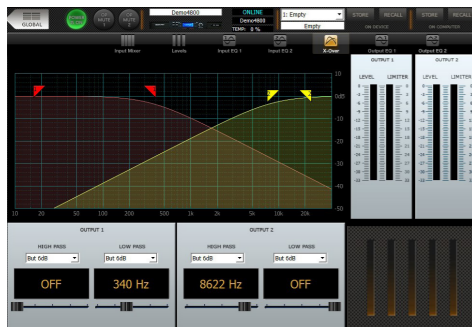 GLOBAL
POWER
MUTE 1
MUTE 2
Demo4800
ONLINE
Demo4800
TEMP: 0 %
1: Empty
Empty
STORE RECALL
ON DEVICE
STORE RECALL
ON COMPUTER
Input Mixer
Levels
Input EQ 1
Input EQ 2
X-Over
Output EQ 1
Output EQ 2
10
0dB
-10
-20
-30
-40
-50
10 20 50 100 200 500 1k 2k 5k 10k 20k
OUTPUT 1
LEVEL LIMITER
OUTPUT 2
LEVEL LIMITER
OUTPUT 1
HIGH PASS LOW PASS
But 6dB But 6dB
OFF 340 Hz
OUTPUT 2
HIGH PASS LOW PASS
But 6dB But 6dB
8622 Hz OFF